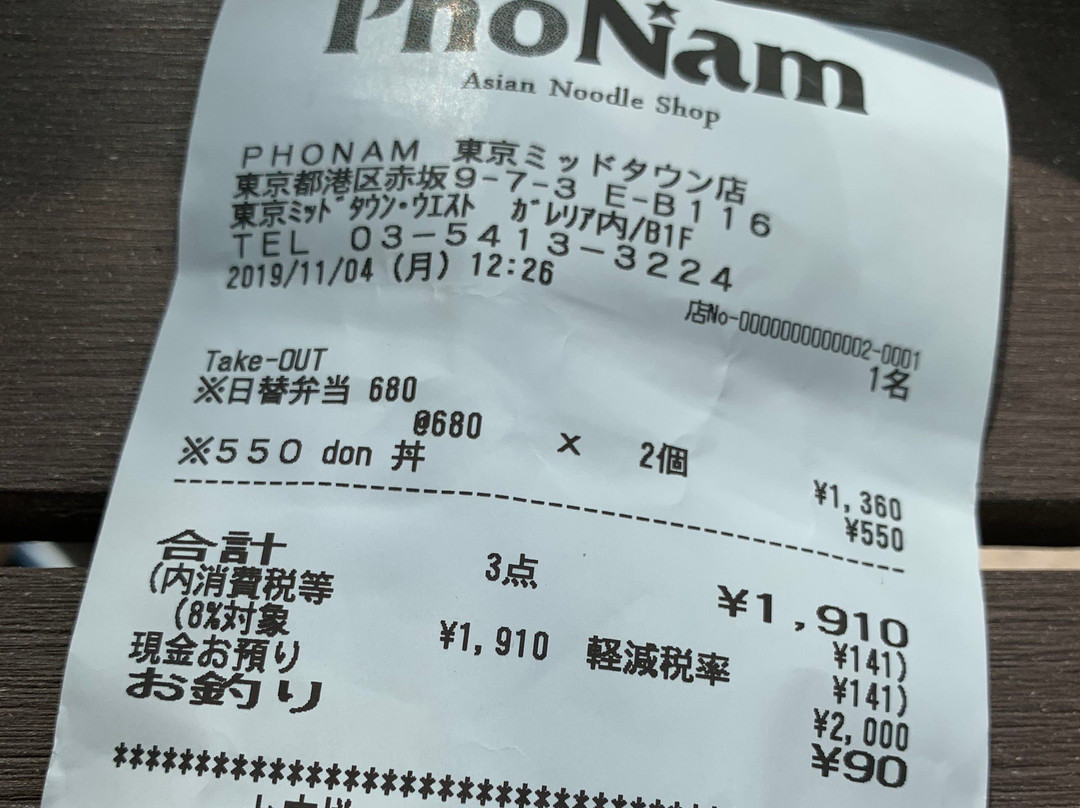 PhoNam
Asian Noodle Shop
PHONAM 東京ミッドタウン店
東京都港区赤坂9-7-3 E-B116
東京ミッドタウン・ウエスト ガレリア内/B1F
TEL 03-5413-3224
2019/11/04 (月) 12:26
店No-0000000000002-0001
1名
Take-OUT
※日替弁当 680
@680 × 2個 ¥1,360
※550 don 丼 ¥550
合計 3点 ¥1,910
(内消費税等 ¥141)
(8%対象 ¥1,910 軽減税率 ¥141)
現金お預り ¥2,000
お釣り ¥90